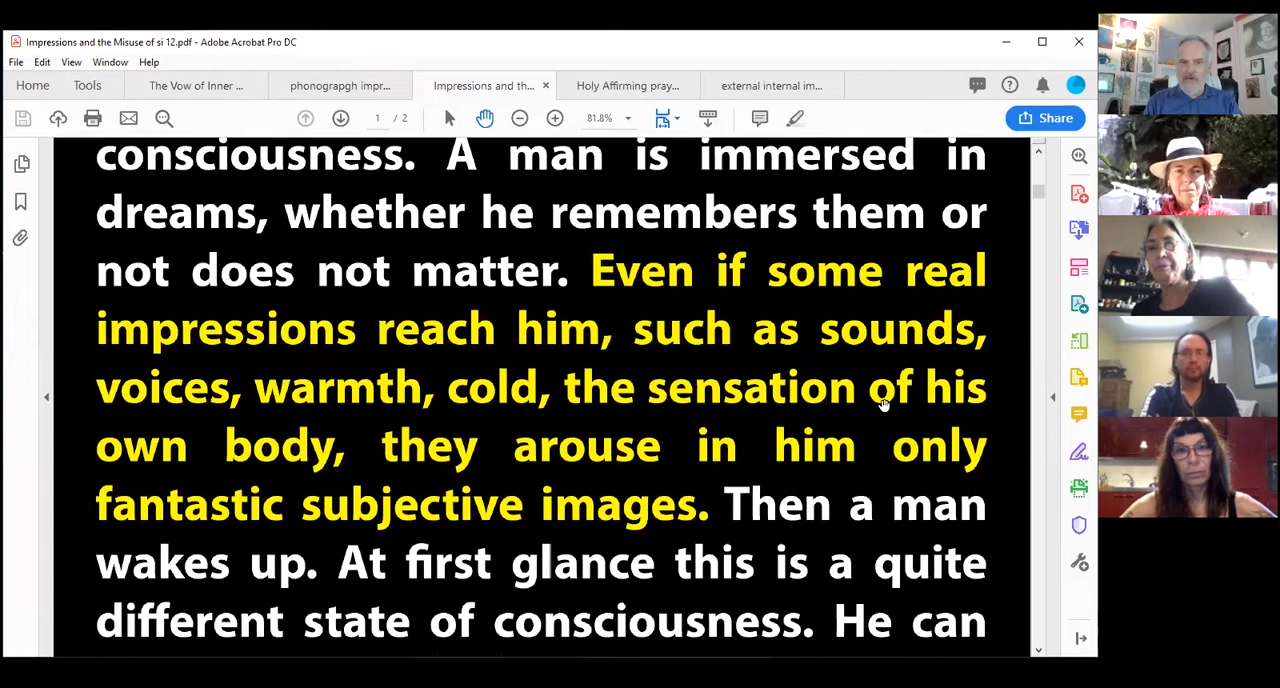 Impressions and the Misuse of si 12.pdf - Adobe Acrobat Pro DC
File Edit View Window Help
Home Tools The Vow of Inner ... phonograpgh impr... Impressions and th... × Holy Affirming pray... external internal im...
1 / 2 81.8% Share
consciousness. A man is immersed in
dreams, whether he remembers them or
not does not matter. Even if some real
impressions reach him, such as sounds,
voices, warmth, cold, the sensation of his
own body, they arouse in him only
fantastic subjective images. Then a man
wakes up. At first glance this is a quite
different state of consciousness. He can